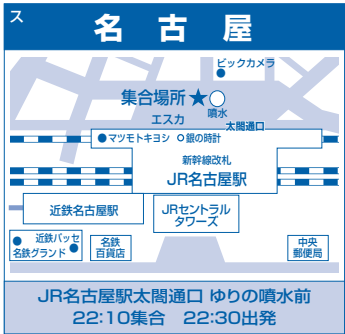 ス
名古屋
ビックカメラ
集合場所★
噴水
エスカ
太閤通口
マツモトキヨシ
銀の時計
新幹線改札
JR名古屋駅
近鉄名古屋駅
JRセントラル
タワーズ
近鉄パッセ
名鉄グランド
名鉄
百貨店
中央
郵便局
JR名古屋駅太閤通口 ゆりの噴水前
22:10集合 22:30出発